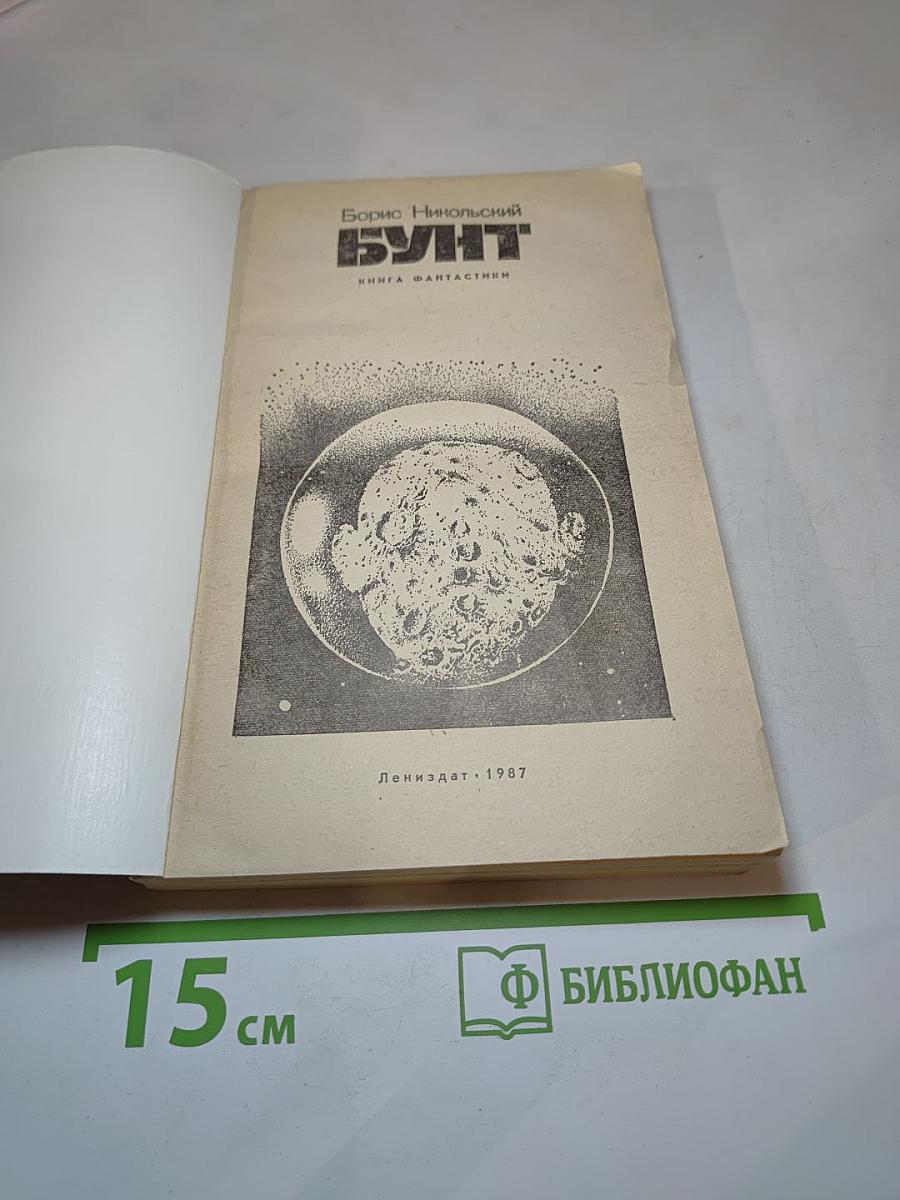 Борис Никольский
БУНТ
КНИГА ФАНТАСТИКИ
Лениздат • 1987
15 см
Ф БИБЛИОФАН